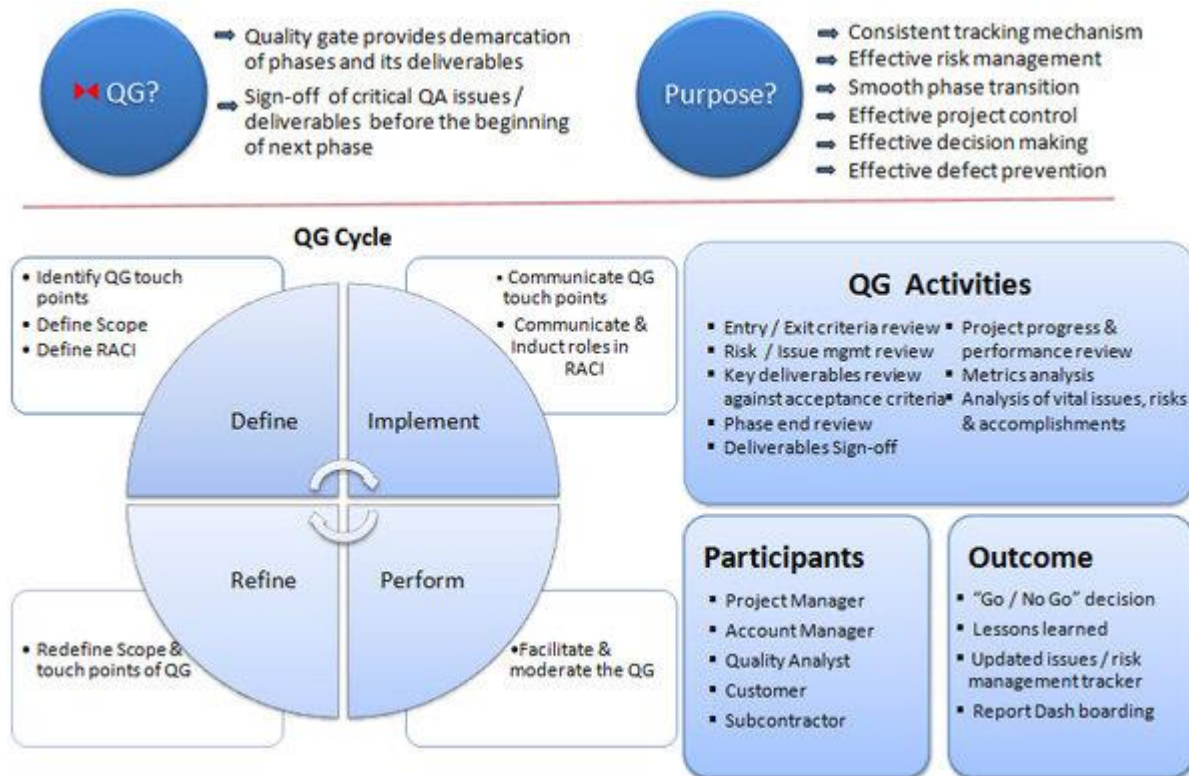 QG?
Quality gate provides demarcation
of phases and its deliverables
Sign-off of critical QA issues /
deliverables before the beginning
of next phase
Purpose?
Consistent tracking mechanism
Effective risk management
Smooth phase transition
Effective project control
Effective decision making
Effective defect prevention
QG Cycle
• Identify QG touch
points
• Define Scope
• Define RACI
• Communicate QG
touch points
• Communicate &
Induct roles in
RACI
Define
Implement
Refine
Perform
• Redefine Scope &
touch points of QG
•Facilitate &
moderate the QG
QG Activities
▪ Entry / Exit criteria review
▪ Risk / Issue mgmt review
▪ Key deliverables review
against acceptance criteria
▪ Phase end review
▪ Deliverables Sign-off
▪ Project progress &
performance review
▪ Metrics analysis
▪ Analysis of vital issues, risks
& accomplishments
Participants
▪ Project Manager
▪ Account Manager
▪ Quality Analyst
▪ Customer
▪ Subcontractor
Outcome
▪ “Go / No Go” decision
▪ Lessons learned
▪ Updated issues / risk
management tracker
▪ Report Dash boarding